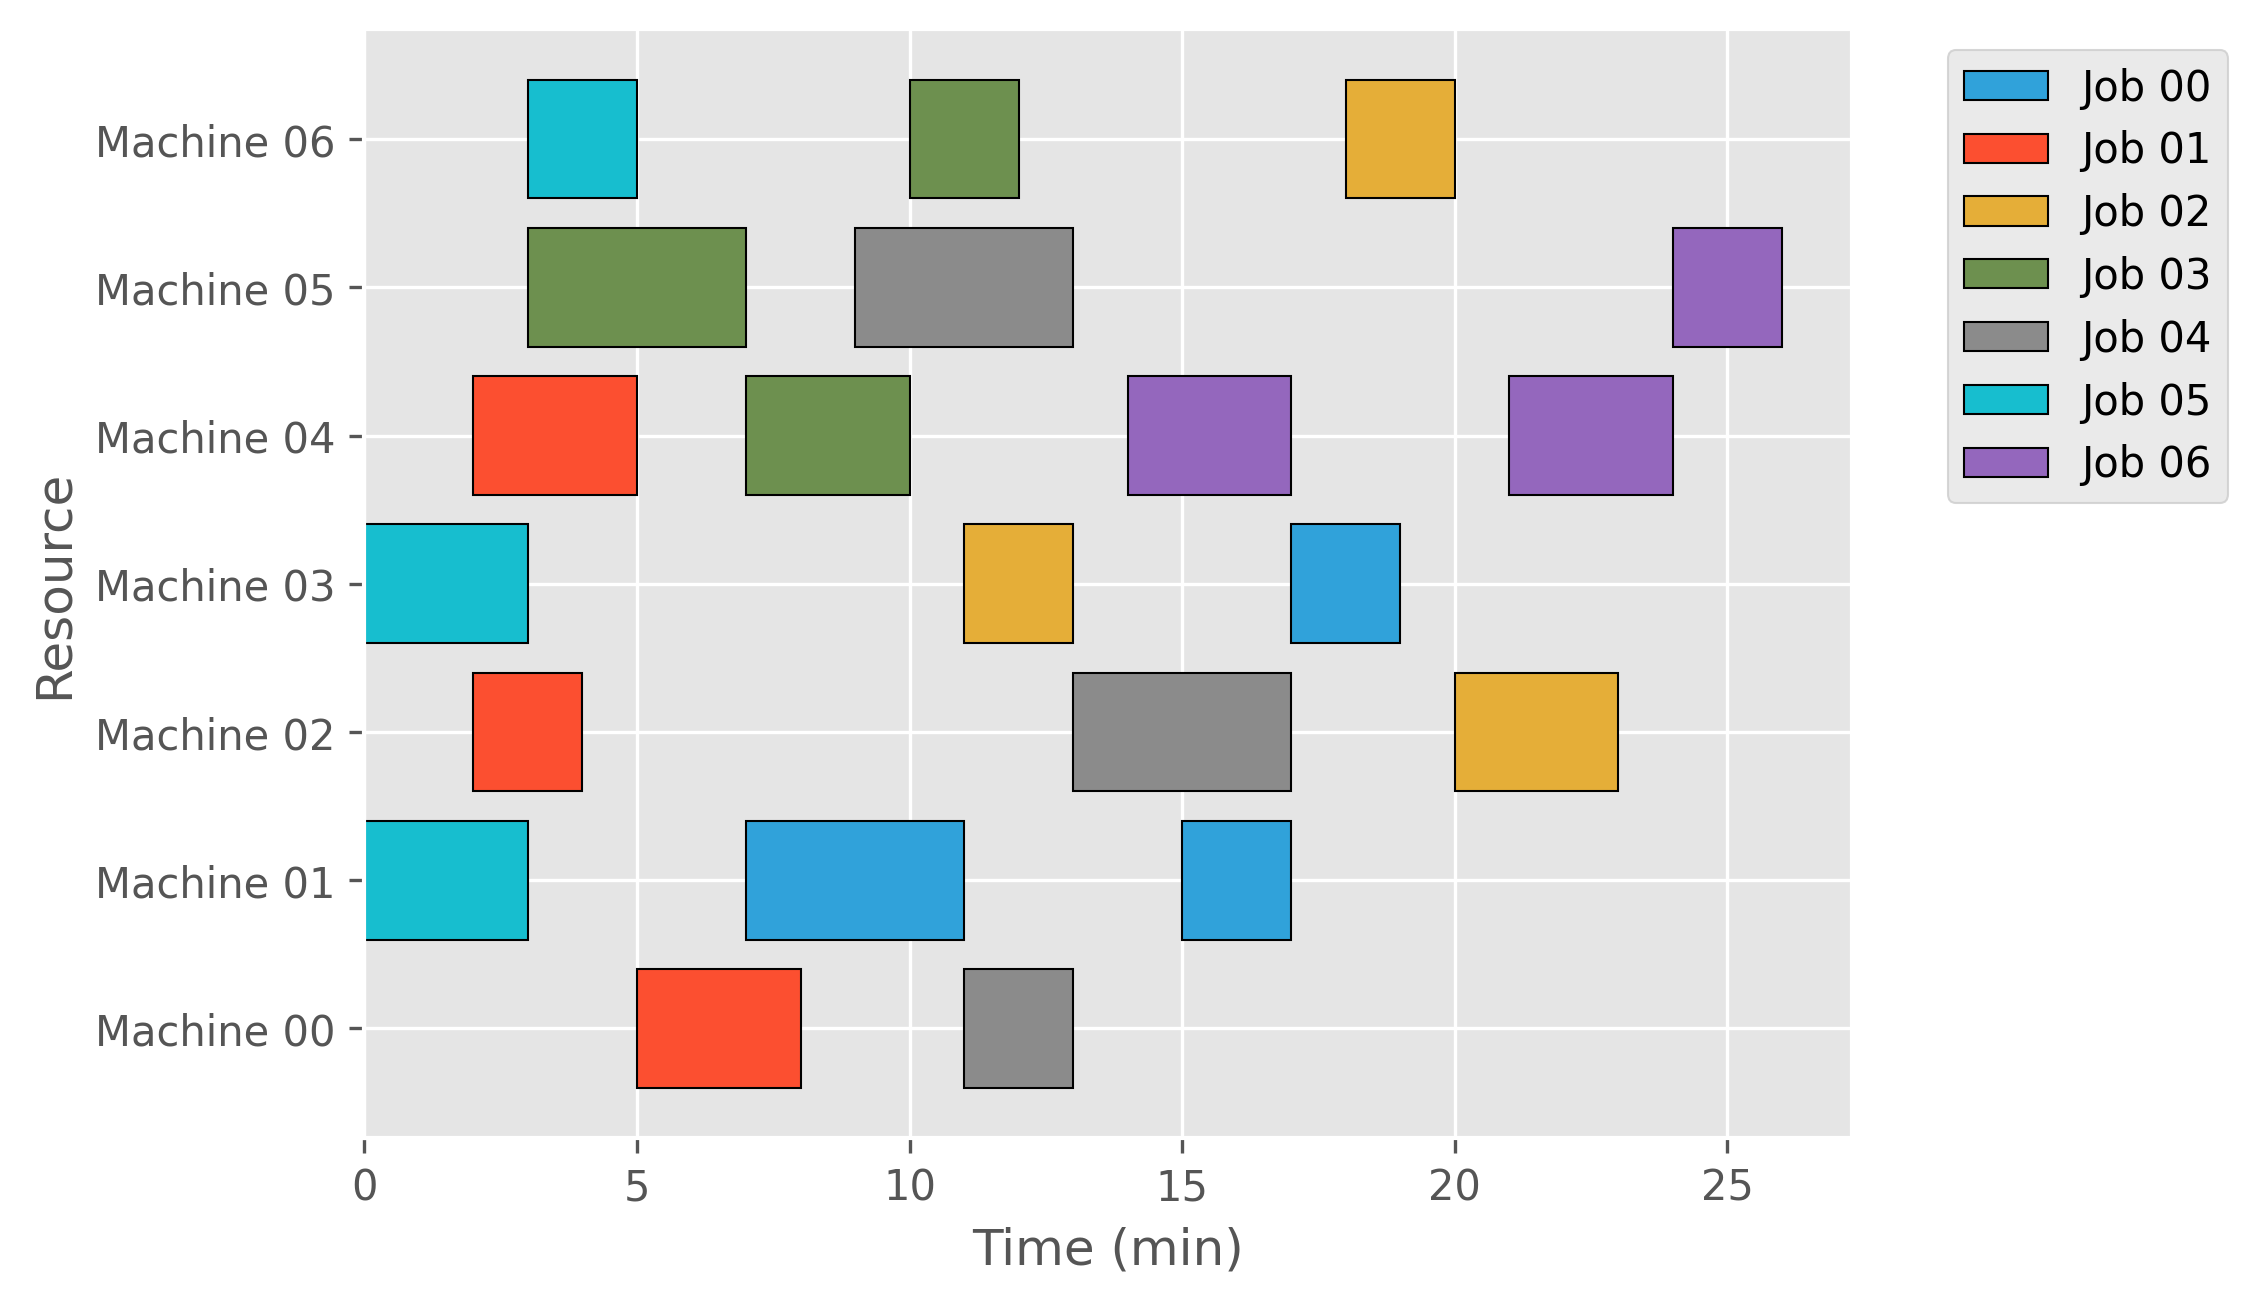 Machine 06
Machine 05
Machine 04
Machine 03
Machine 02
Machine 01
Machine 00
Resource
0 5 10 15 20 25
Time (min)
Job 00
Job 01
Job 02
Job 03
Job 04
Job 05
Job 06